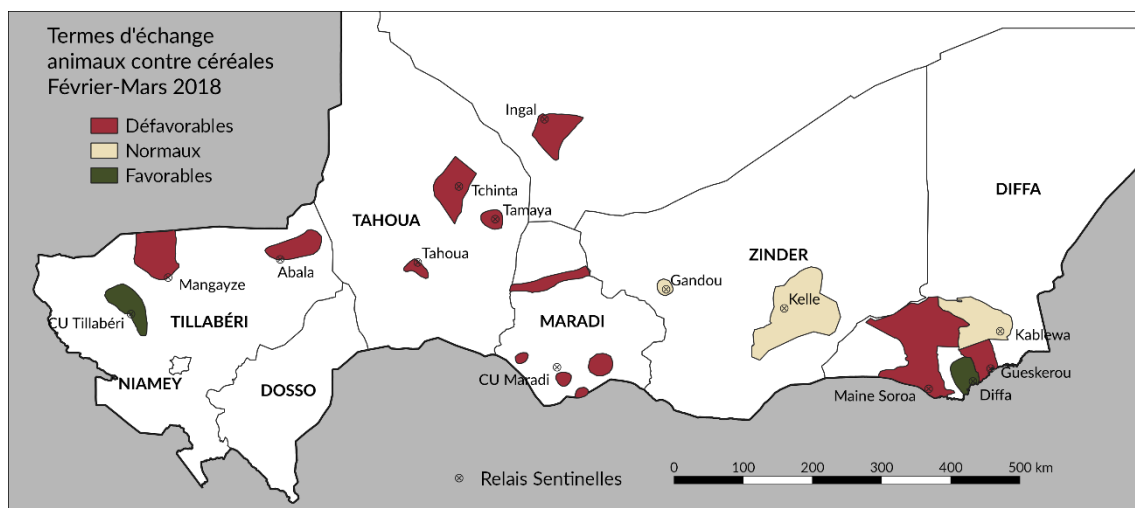 Termes d'échange
animaux contre céréales
Février-Mars 2018
Défavorables
Normaux
Favorables
Ingal
DIFFA
Tchinta
TAHOUA
Tamaya
ZINDER
Tahoua
Abala
Mangayze
Gandou
Kelle
CU Tillabéri
TILLABÉRI
MARADI
Kablewa
NIAMEY
DOSSO
CU Maradi
Gueskerou
Maine Soroa
Diffa
Relais Sentinelles
0 100 200 300 400 500 km